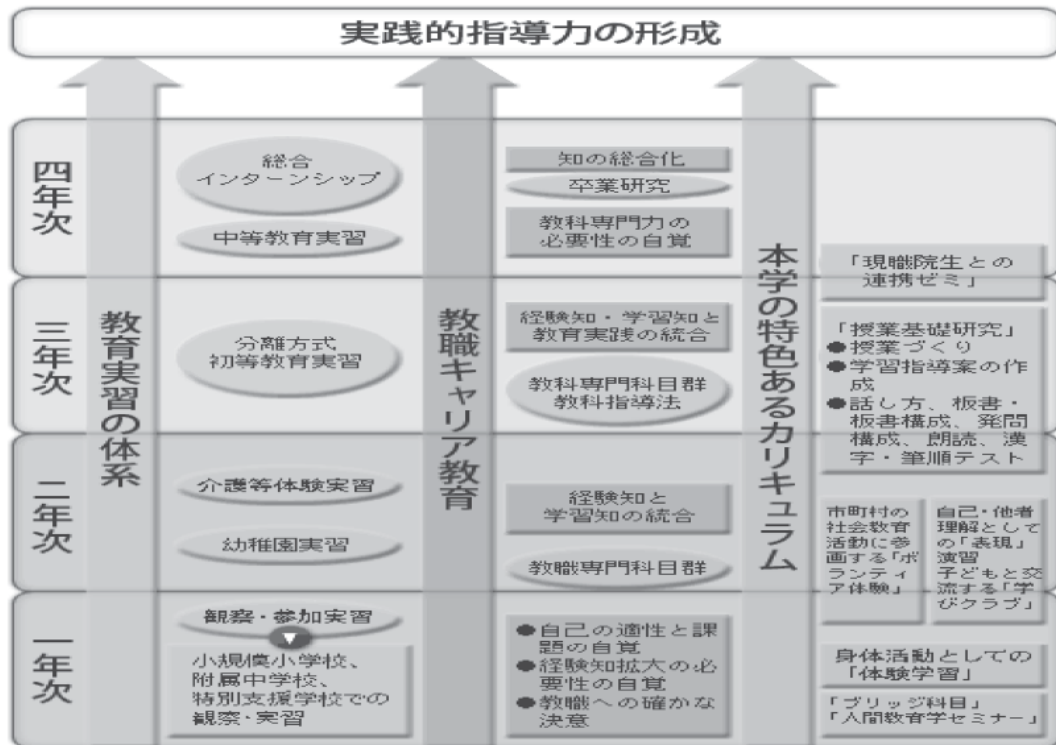 実践的指導力の形成
四年次
三年次
二年次
一年次
教育実習の体系
総合
インターンシップ
中等教育実習
分離方式
初等教育実習
介護等体験実習
幼稚園実習
観察・参加実習
小規模小学校、
附属中学校、
特別支援学校での
観察・実習
教職キャリア教育
知の総合化
卒業研究
教科専門力の
必要性の自覚
経験知・学習知と
教育実践の統合
教科専門科目群
教科指導法
経験知と
学習知の統合
教職専門科目群
●自己の適性と課
題の自覚
●経験知拡大の必
要性の自覚
●教職への確かな
決意
本学の特色あるカリキュラム
「現職院生との
連携ゼミ」
「授業基礎研究」
●授業づくり
●学習指導案の作
成
●話し方、板書・
板書構成、発問
構成、朗読、漢
字・筆順テスト
市町村の
社会教育
活動に参
画する「ボ
ランティ
ア体験」
自己・他者
理解として
の「表現」
演習
子どもと交
流する「学
びクラブ」
身体活動としての
「体験学習」
「ブリッジ科目」
「人間教育学セミナー」